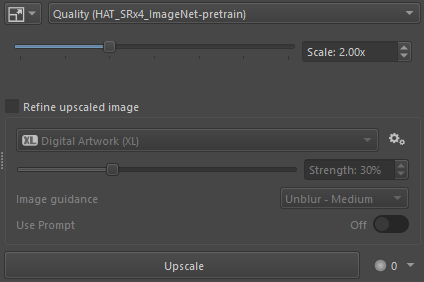 Quality (HAT_SRx4_ImageNet-pretrain)
Scale: 2.00x
Refine upscaled image
XL Digital Artwork (XL)
Strength: 30%
Image guidance Unblur - Medium
Use Prompt Off
Upscale 0